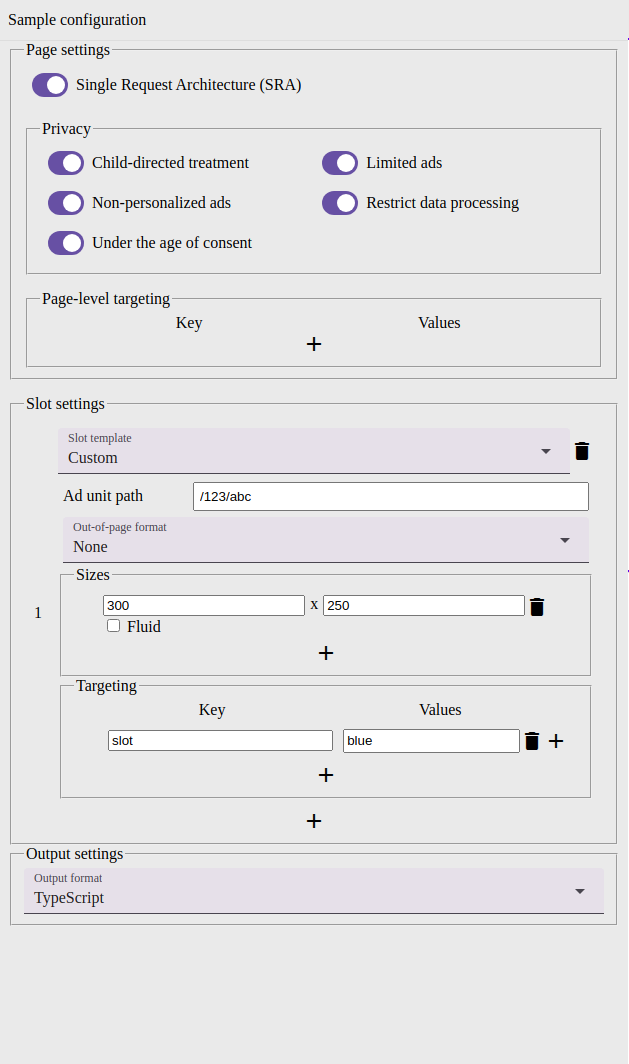 Sample configuration
Page settings
Single Request Architecture (SRA)
Privacy
Child-directed treatment Limited ads
Non-personalized ads Restrict data processing
Under the age of consent
Page-level targeting
Key Values
+
Slot settings
Slot template
Custom
Ad unit path /123/abc
Out-of-page format
None
Sizes
1
300 x 250
Fluid
+
Targeting
Key Values
slot blue +
+
+
Output settings
Output format
TypeScript